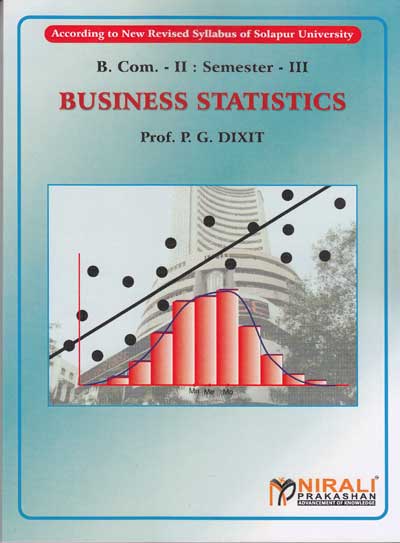 According to New Revised Syllabus of Solapur University
B. Com. - II : Semester - III
BUSINESS STATISTICS
Prof. P. G. DIXIT
Mn Me Mo
NIRALI
PRAKASHAN
ADVANCEMENT OF KNOWLEDGE